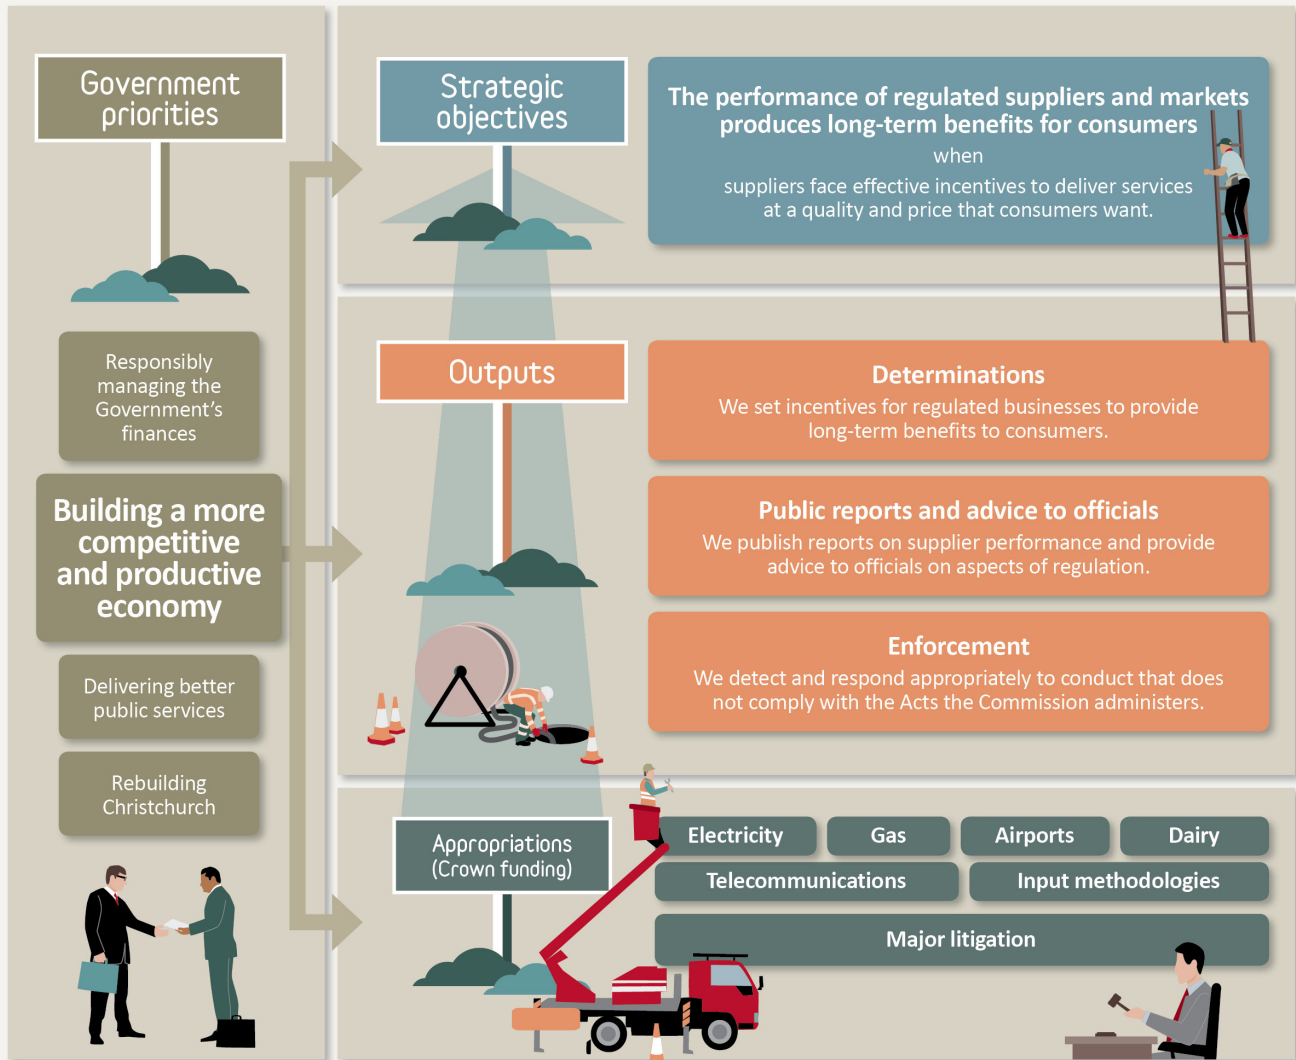 Government
priorities
Responsibly
managing the
Government’s
finances
Building a more
competitive
and productive
economy
Delivering better
public services
Rebuilding
Christchurch
Strategic
objectives
The performance of regulated suppliers and markets
produces long-term benefits for consumers
when
suppliers face effective incentives to deliver services
at a quality and price that consumers want.
Outputs
Determinations
We set incentives for regulated businesses to provide
long-term benefits to consumers.
Public reports and advice to officials
We publish reports on supplier performance and provide
advice to officials on aspects of regulation.
Enforcement
We detect and respond appropriately to conduct that does
not comply with the Acts the Commission administers.
Appropriations
(Crown funding)
Electricity
Gas
Airports
Dairy
Telecommunications
Input methodologies
Major litigation